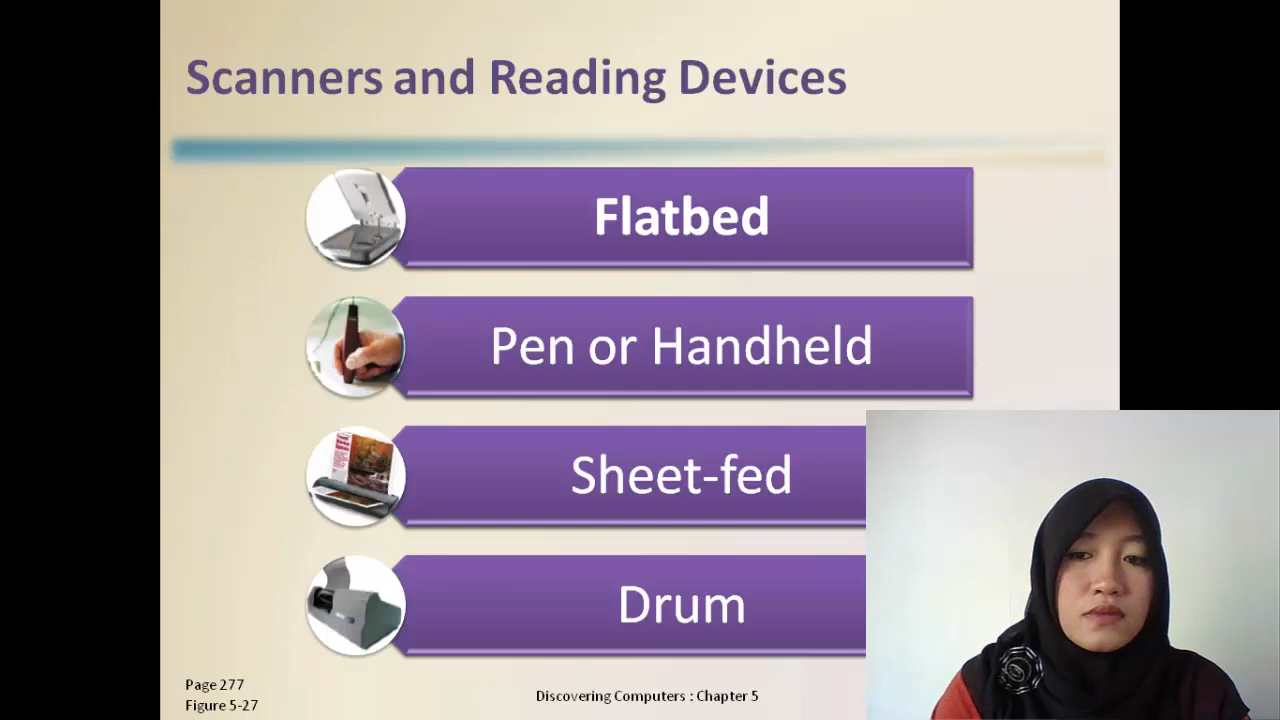 Scanners and Reading Devices
Flatbed
Pen or Handheld
Sheet-fed
Drum
Page 277
Figure 5-27
Discovering Computers : Chapter 5